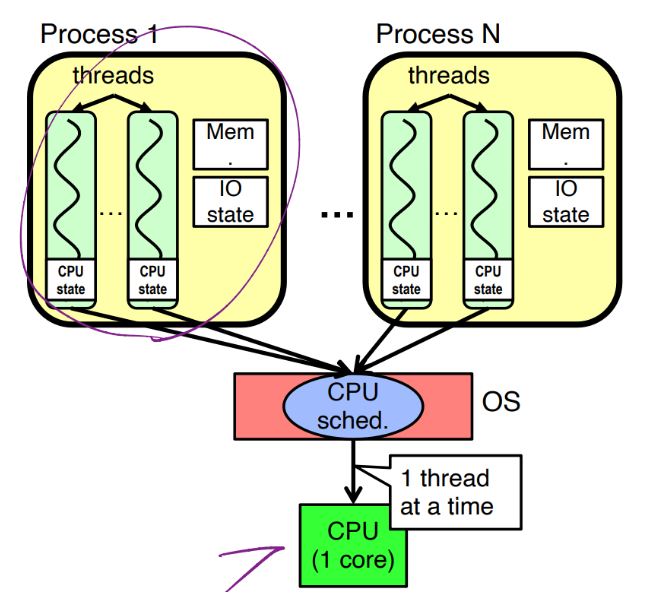 Process 1
Process N
threads
threads
Mem
.
IO
state
Mem
.
IO
state
...
...
...
CPU
state
CPU
state
CPU
state
CPU
state
CPU
sched.
OS
1 thread
at a time
CPU
(1 core)